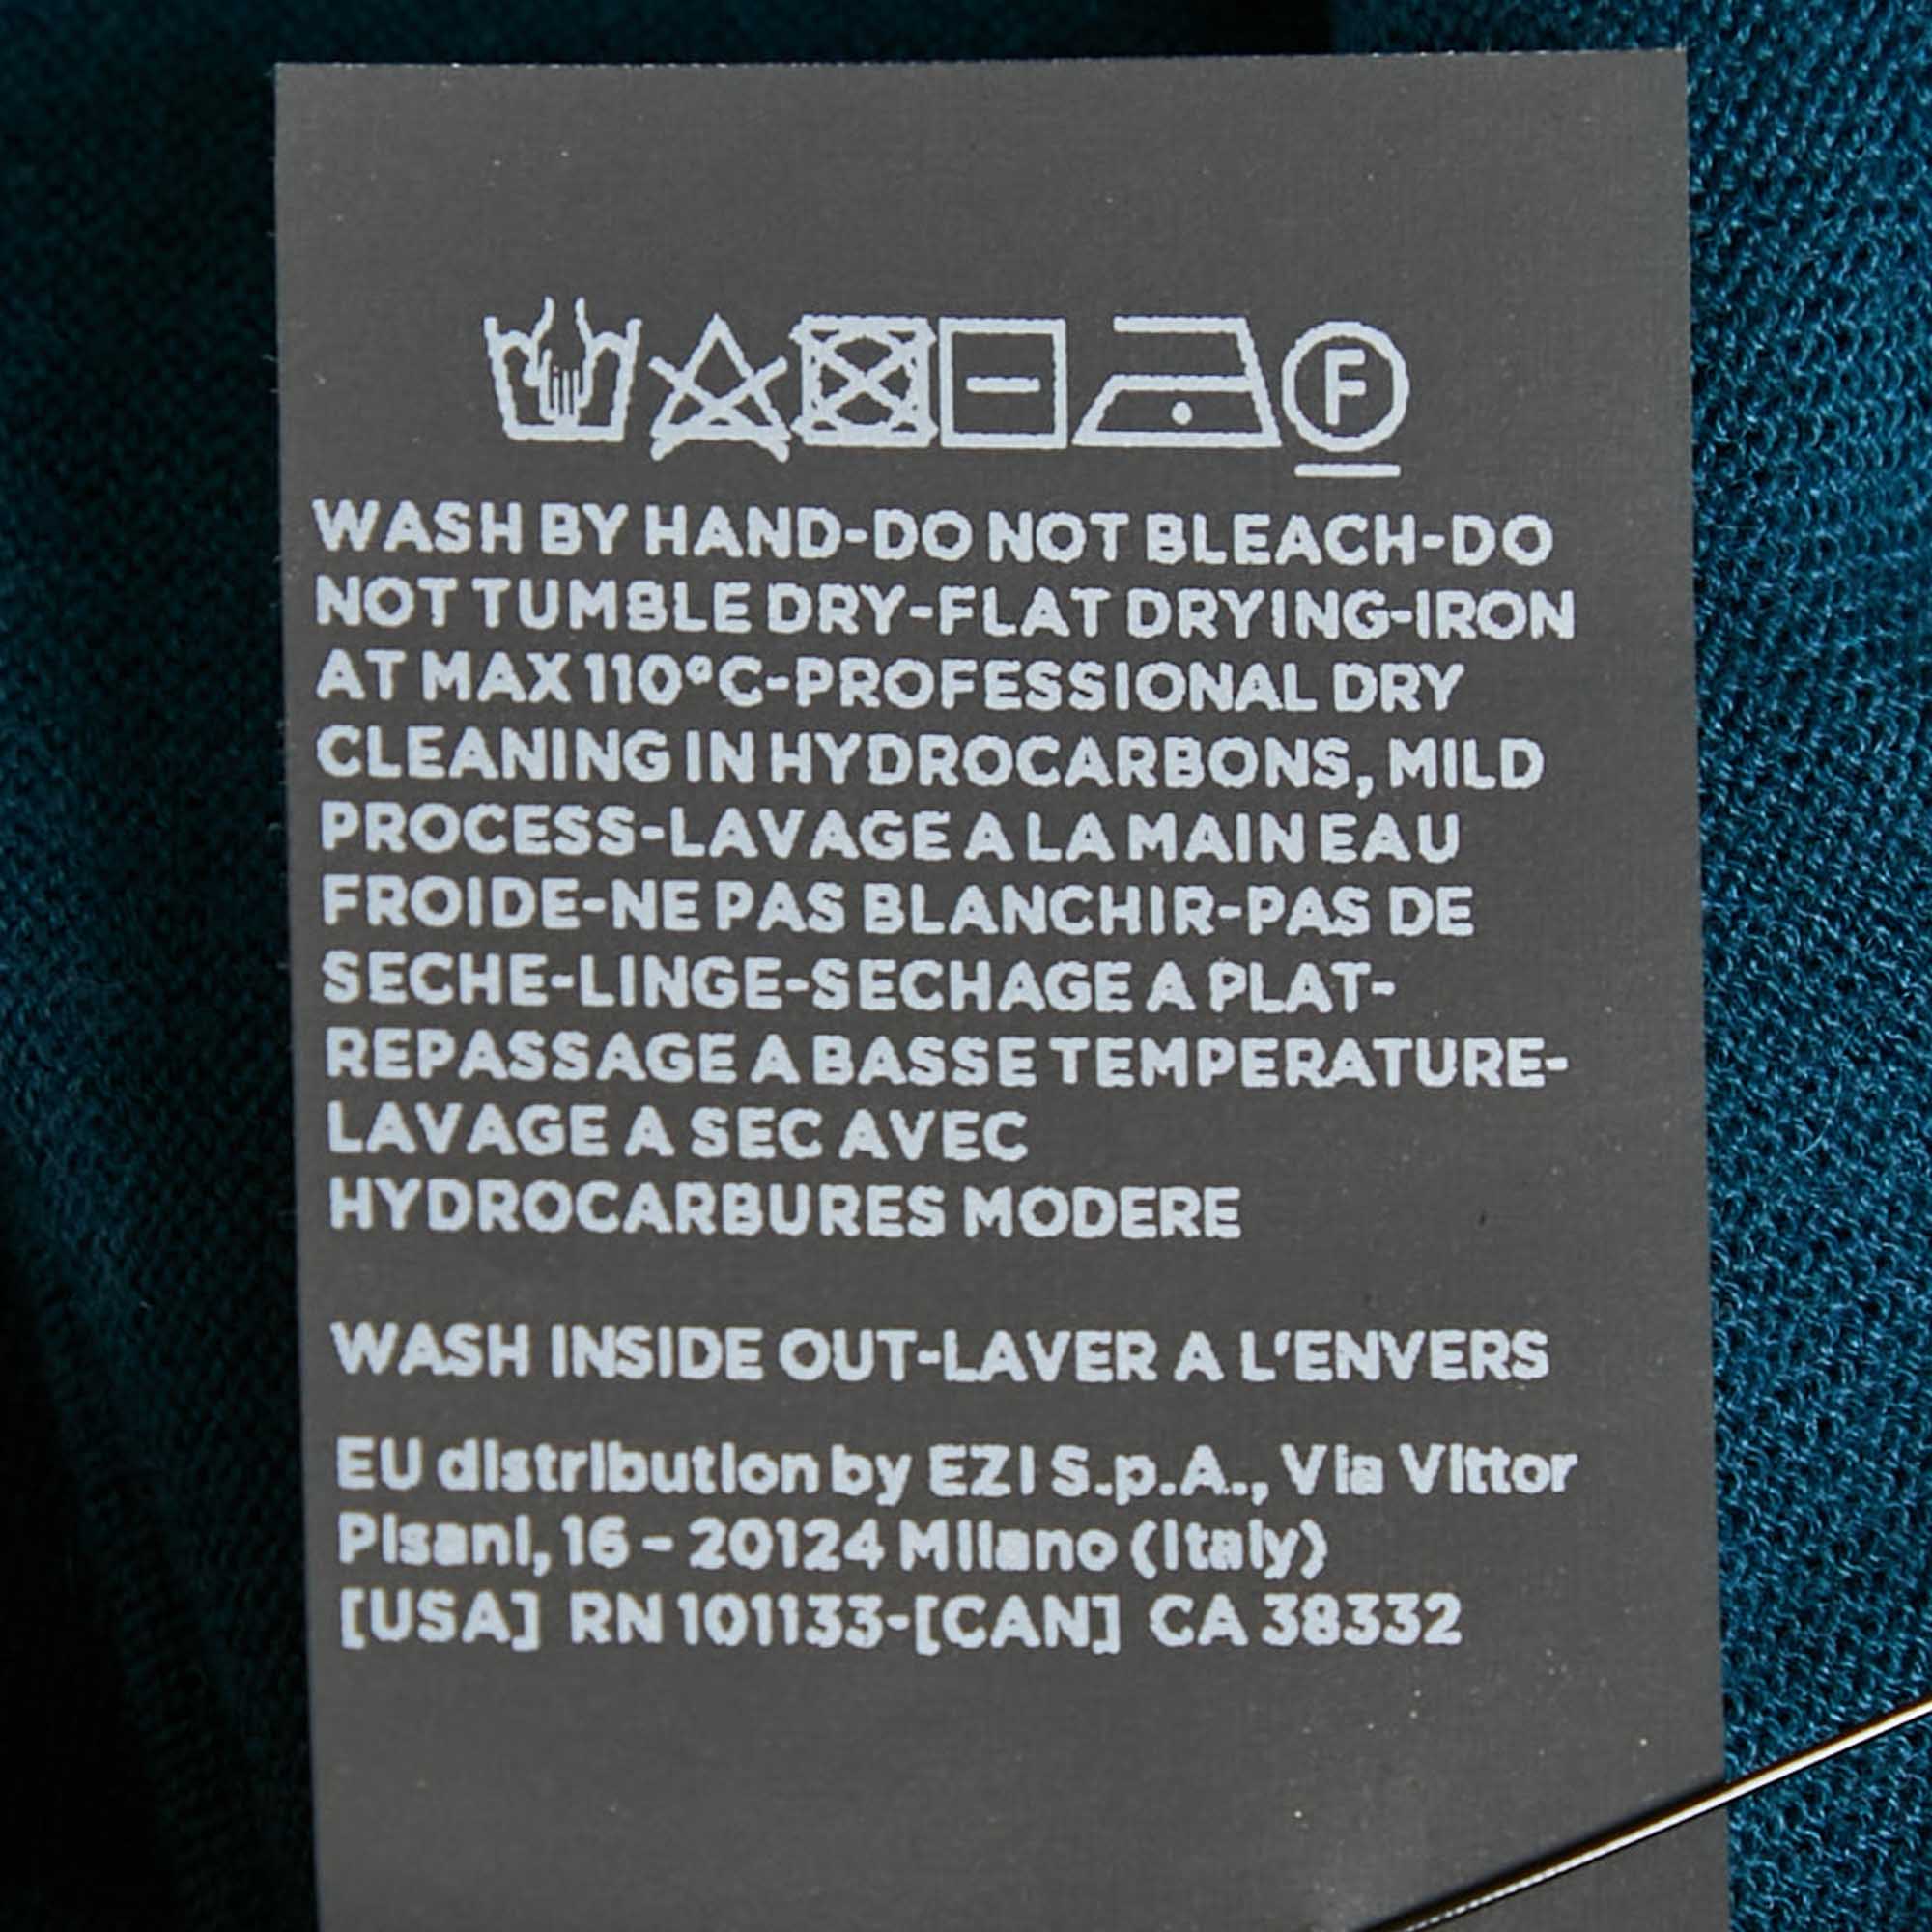 F
WASH BY HAND-DO NOT BLEACH-DO
NOT TUMBLE DRY-FLAT DRYING-IRON
AT MAX 110°C-PROFESSIONAL DRY
CLEANING IN HYDROCARBONS, MILD
PROCESS-LAVAGE A LA MAIN EAU
FROIDE-NE PAS BLANCHIR-PAS DE
SECHE-LINGE-SECHAGE A PLAT-
REPASSAGE A BASSE TEMPERATURE-
LAVAGE A SEC AVEC
HYDROCARBURES MODERE
WASH INSIDE OUT-LAVER A L'ENVERS
EU distribution by EZI S.p.A., Via Vittor
Pisani, 16 - 20124 Milano (Italy)
[USA] RN 101133-[CAN] CA 38332